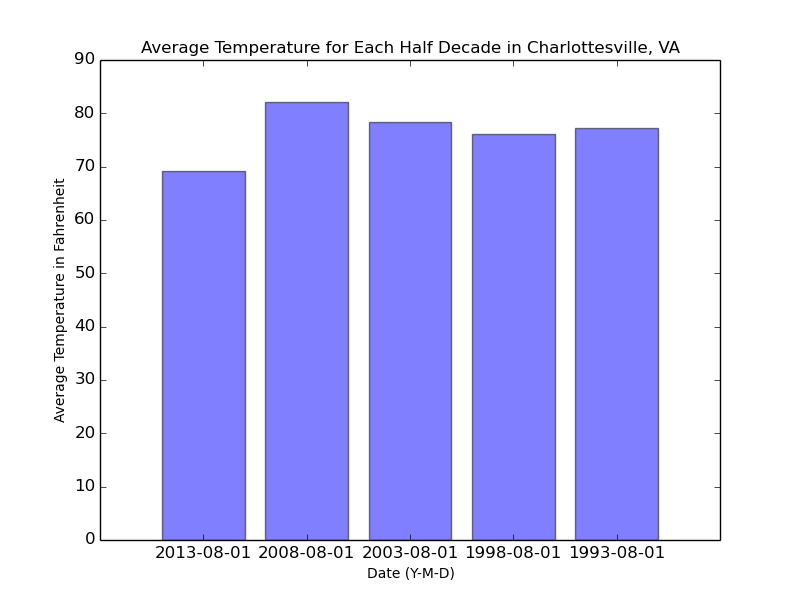 Average Temperature for Each Half Decade in Charlottesville, VA
90
80
70
60
50
40
30
20
10
0
Average Temperature in Fahrenheit
2013-08-01 2008-08-01 2003-08-01 1998-08-01 1993-08-01
Date (Y-M-D)